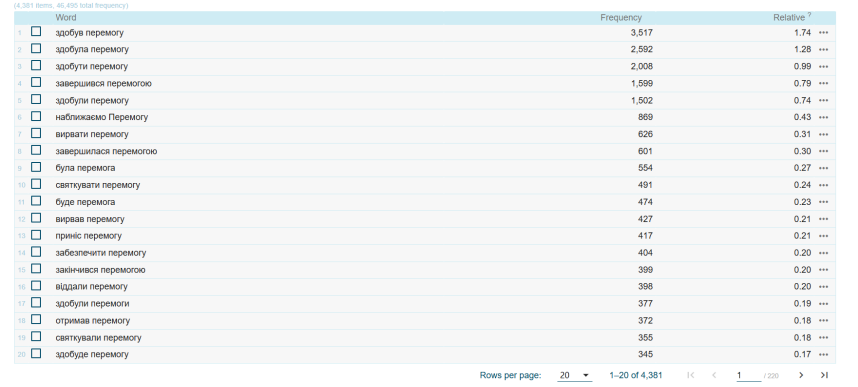 (4,381 items, 46,495 total frequency)
Word Frequency Relative ?
1 здобув перемогу 3,517 1.74 •••
2 здобула перемогу 2,592 1.28 •••
3 здобути перемогу 2,008 0.99 •••
4 завершився перемогою 1,599 0.79 •••
5 здобули перемогу 1,502 0.74 •••
6 наближаємо Перемогу 869 0.43 •••
7 вирвати перемогу 626 0.31 •••
8 завершилася перемогою 601 0.30 •••
9 була перемога 554 0.27 •••
10 святкувати перемогу 491 0.24 •••
11 буде перемога 474 0.23 •••
12 вирвав перемогу 427 0.21 •••
13 приніс перемогу 417 0.21 •••
14 забезпечити перемогу 404 0.20 •••
15 закінчився перемогою 399 0.20 •••
16 віддали перемогу 398 0.20 •••
17 здобули перемоги 377 0.19 •••
18 отримав перемогу 372 0.18 •••
19 святкували перемогу 355 0.18 •••
20 здобуде перемогу 345 0.17 •••
Rows per page: 20 1–20 of 4,381 1 / 220